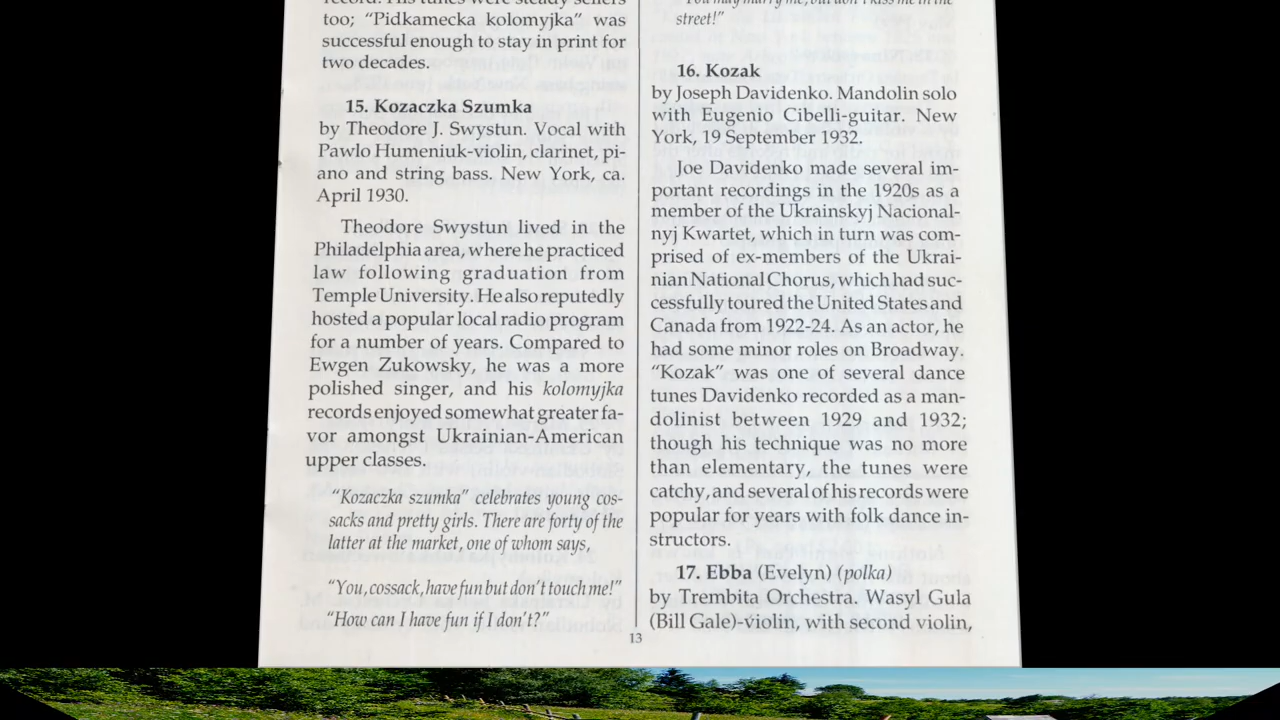 record. His tunes were steady sellers
too; "Pidkamecka kolomyjka" was
successful enough to stay in print for
two decades.
15. Kozaczka Szumka
by Theodore J. Swystun. Vocal with
Pawlo Humeniuk-violin, clarinet, pi-
ano and string bass. New York, ca.
April 1930.
Theodore Swystun lived in the
Philadelphia area, where he practiced
law following graduation from
Temple University. He also reputedly
hosted a popular local radio program
for a number of years. Compared to
Ewgen Zukowsky, he was a more
polished singer, and his kolomyjka
records enjoyed somewhat greater fa-
vor amongst Ukrainian-American
upper classes.
"Kozaczka szumka" celebrates young cos-
sacks and pretty girls. There are forty of the
latter at the market, one of whom says,
"You, cossack, have fun but don't touch me!"
"How can I have fun if I don't?"
"You may marry me, but don't kiss me in the
street!"
16. Kozak
by Joseph Davidenko. Mandolin solo
with Eugenio Cibelli-guitar. New
York, 19 September 1932.
Joe Davidenko made several im-
portant recordings in the 1920s as a
member of the Ukrainskyj Nacional-
nyj Kwartet, which in turn was com-
prised of ex-members of the Ukrai-
nian National Chorus, which had suc-
cessfully toured the United States and
Canada from 1922-24. As an actor, he
had some minor roles on Broadway.
"Kozak" was one of several dance
tunes Davidenko recorded as a man-
dolinist between 1929 and 1932;
though his technique was no more
than elementary, the tunes were
catchy, and several of his records were
popular for years with folk dance in-
structors.
17. Ebba (Evelyn) (polka)
by Trembita Orchestra. Wasyl Gula
(Bill Gale)-violin, with second violin,
13